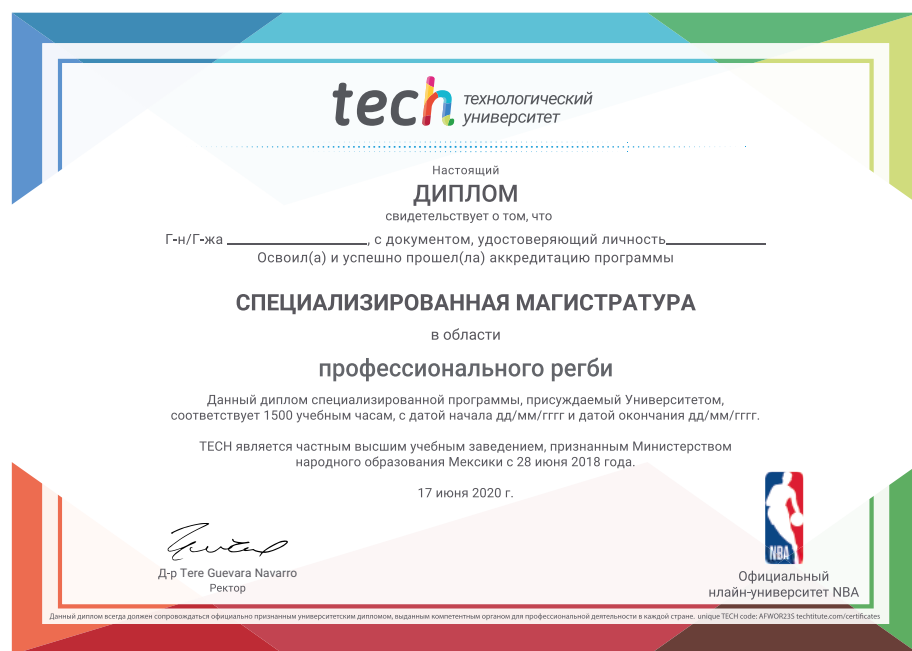 tech технологический
университет
Настоящий
ДИПЛОМ
свидетельствует о том, что
Г-н/Г-жа ____________, с документом, удостоверяющий личность____________
Освоил(а) и успешно прошел(ла) аккредитацию программы
СПЕЦИАЛИЗИРОВАННАЯ МАГИСТРАТУРА
в области
профессионального регби
Данный диплом специализированной программы, присуждаемый Университетом,
соответствует 1500 учебным часам, с датой начала дд/мм/гггг и датой окончания дд/мм/гггг.
TECH является частным высшим учебным заведением, признанным Министерством
народного образования Мексики с 28 июня 2018 года.
17 июня 2020 г.
Д-р Tere Guevara Navarro
Ректор
NBA
Официальный
нлайн-университет NBA
Данный диплом всегда должен сопровождаться официально признанным университетским дипломом, выданным компетентным органом для профессиональной деятельности в каждой стране. unique TECH code: AFWOR23S techtitute.com/certificates